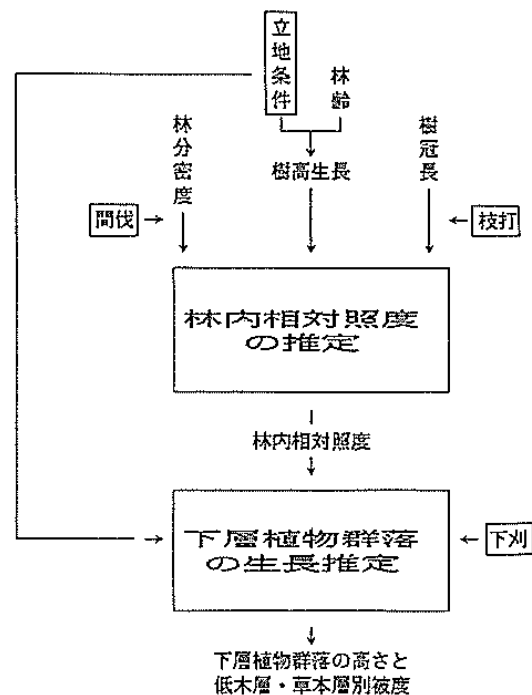 立地条件
林齢
林分密度
樹高生長
樹冠長
間伐
枝打
林内相対照度
の推定
林内相対照度
下層植物群落
の生長推定
下刈
下層植物群落の高さと
低木層・草本層別被度